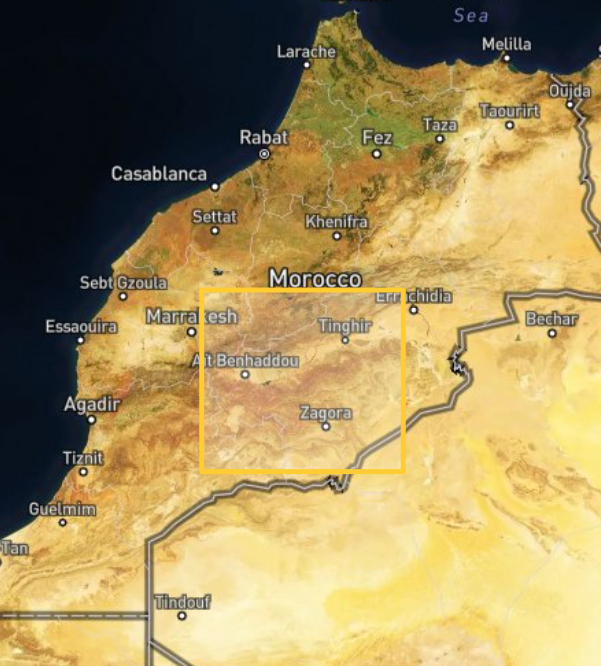 Sea
Larache
Melilla
Oujda
Taourirt
Taza
Rabat
Fez
Casablanca
Settat
Khenifra
Morocco
Sebt Gzoula
Errachidia
Essaouira
Marrakesh
Tinghir
Bechar
Aït Benhaddou
Agadir
Zagora
Tiznit
Guelmim
Tan
Tindouf